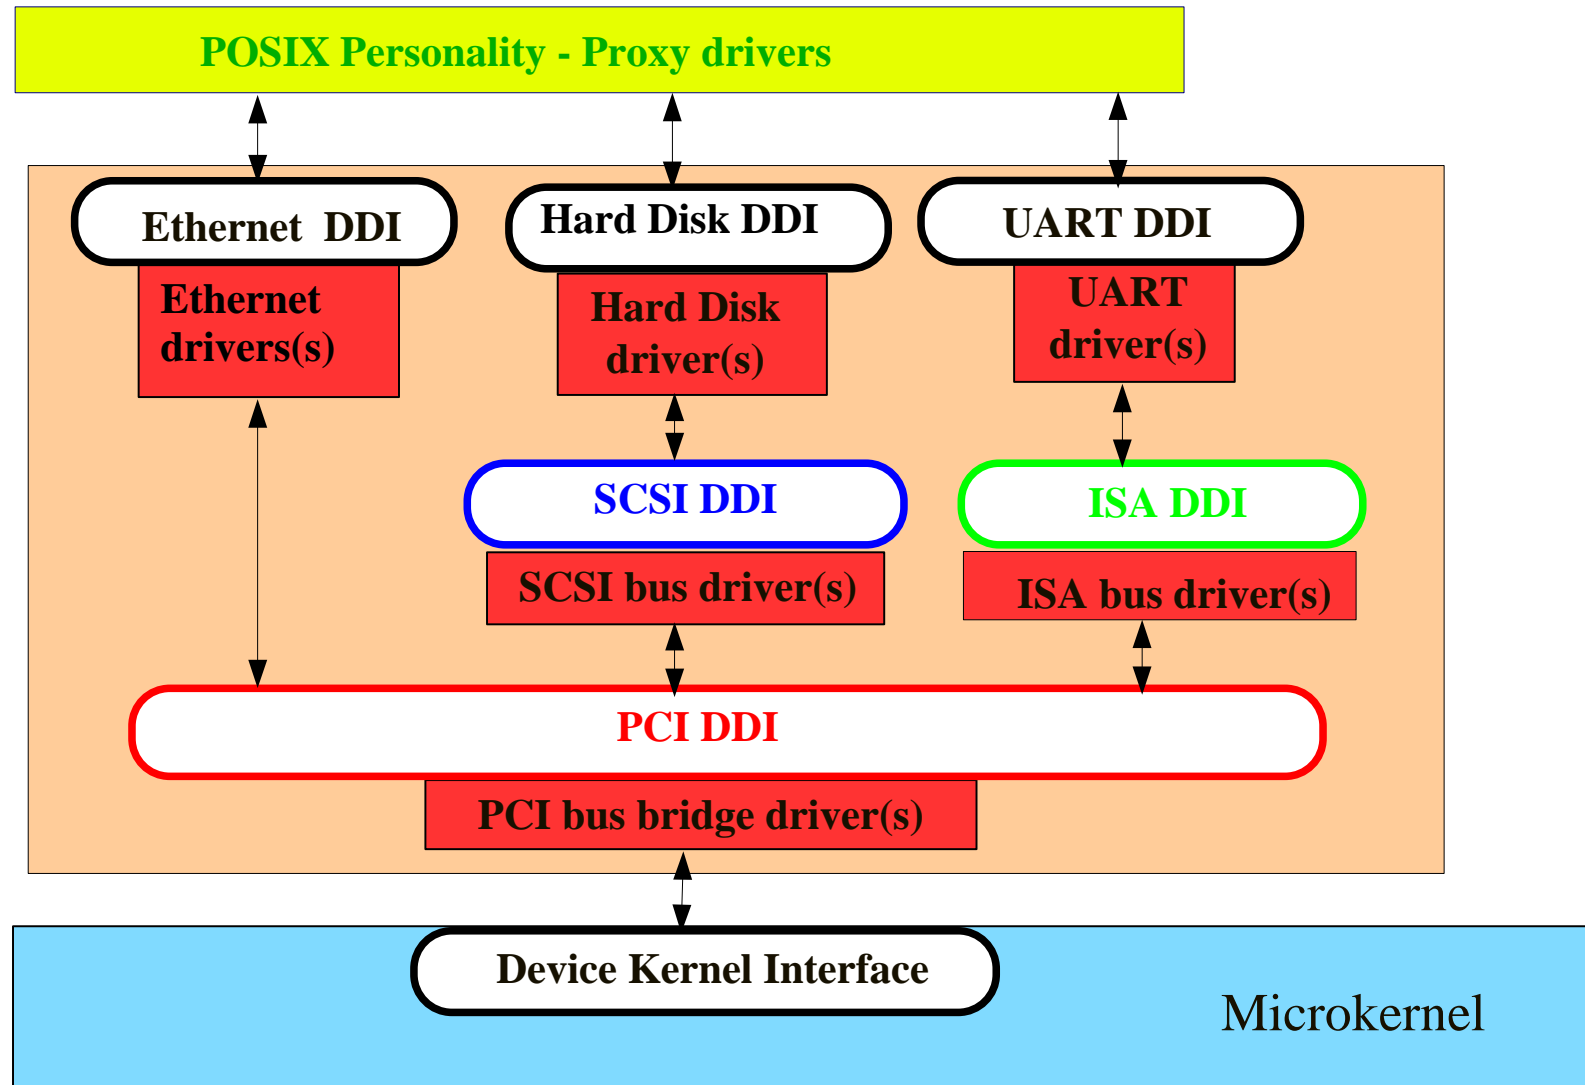 POSIX Personality - Proxy drivers
Ethernet DDI
Hard Disk DDI
UART DDI
Ethernet
drivers(s)
Hard Disk
driver(s)
UART
driver(s)
SCSI DDI
ISA DDI
SCSI bus driver(s)
ISA bus driver(s)
PCI DDI
PCI bus bridge driver(s)
Device Kernel Interface
Microkernel